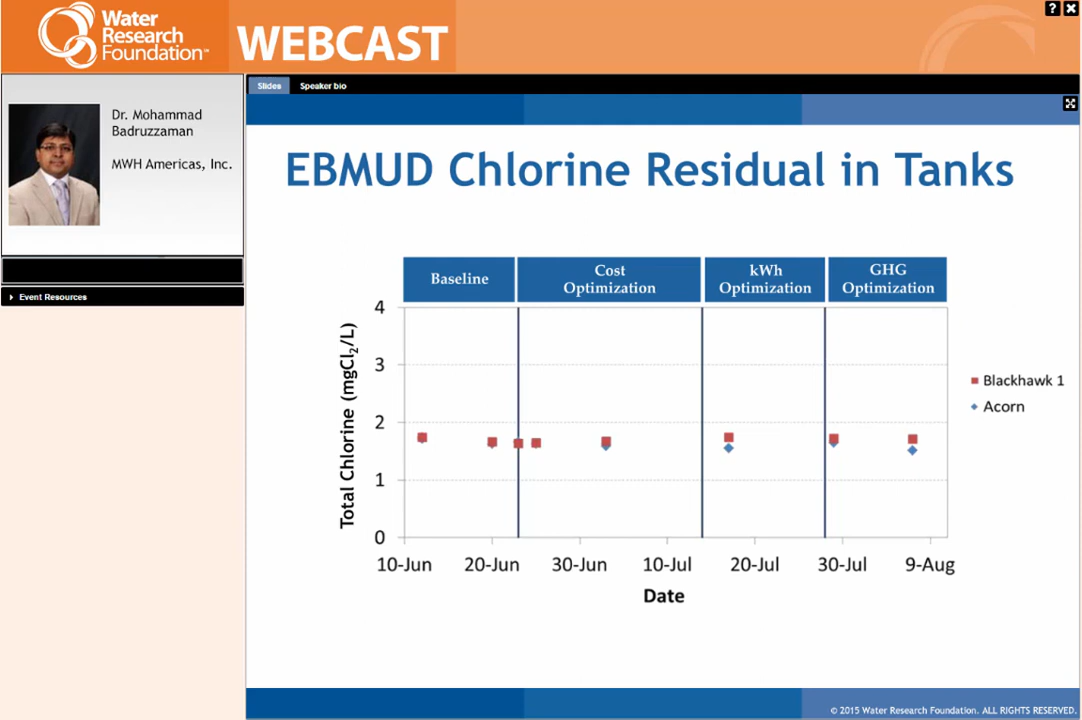 Water
Research
Foundation™
WEBCAST
? X
Slides
Speaker bio
Dr. Mohammad
Badruzzaman
MWH Americas, Inc.
Event Resources
EBMUD Chlorine Residual in Tanks
Baseline
Cost
Optimization
kWh
Optimization
GHG
Optimization
Total Chlorine (mgCl₂/L)
4
3
2
1
0
10-Jun
20-Jun
30-Jun
10-Jul
20-Jul
30-Jul
9-Aug
Date
Blackhawk 1
Acorn
© 2015 Water Research Foundation. ALL RIGHTS RESERVED.